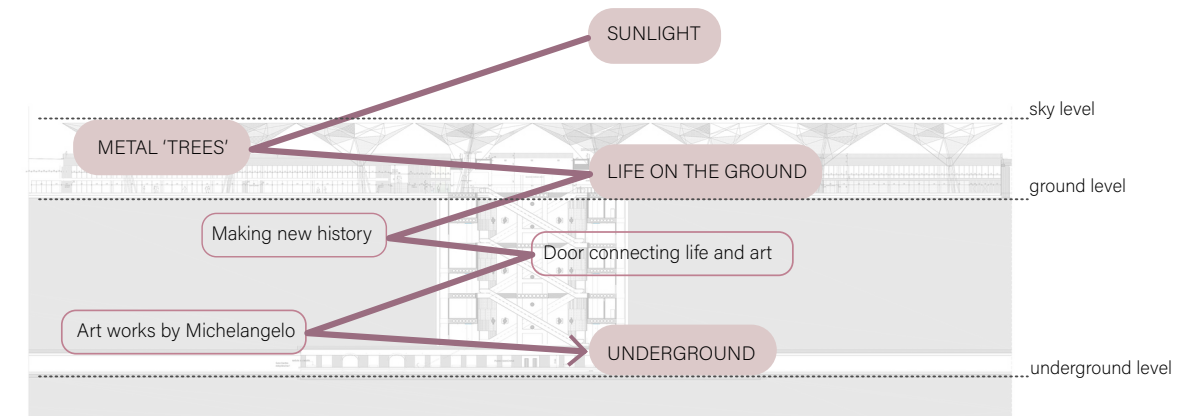 SUNLIGHT
sky level
METAL ‘TREES’
LIFE ON THE GROUND
ground level
Making new history
Door connecting life and art
Art works by Michelangelo
UNDERGROUND
underground level